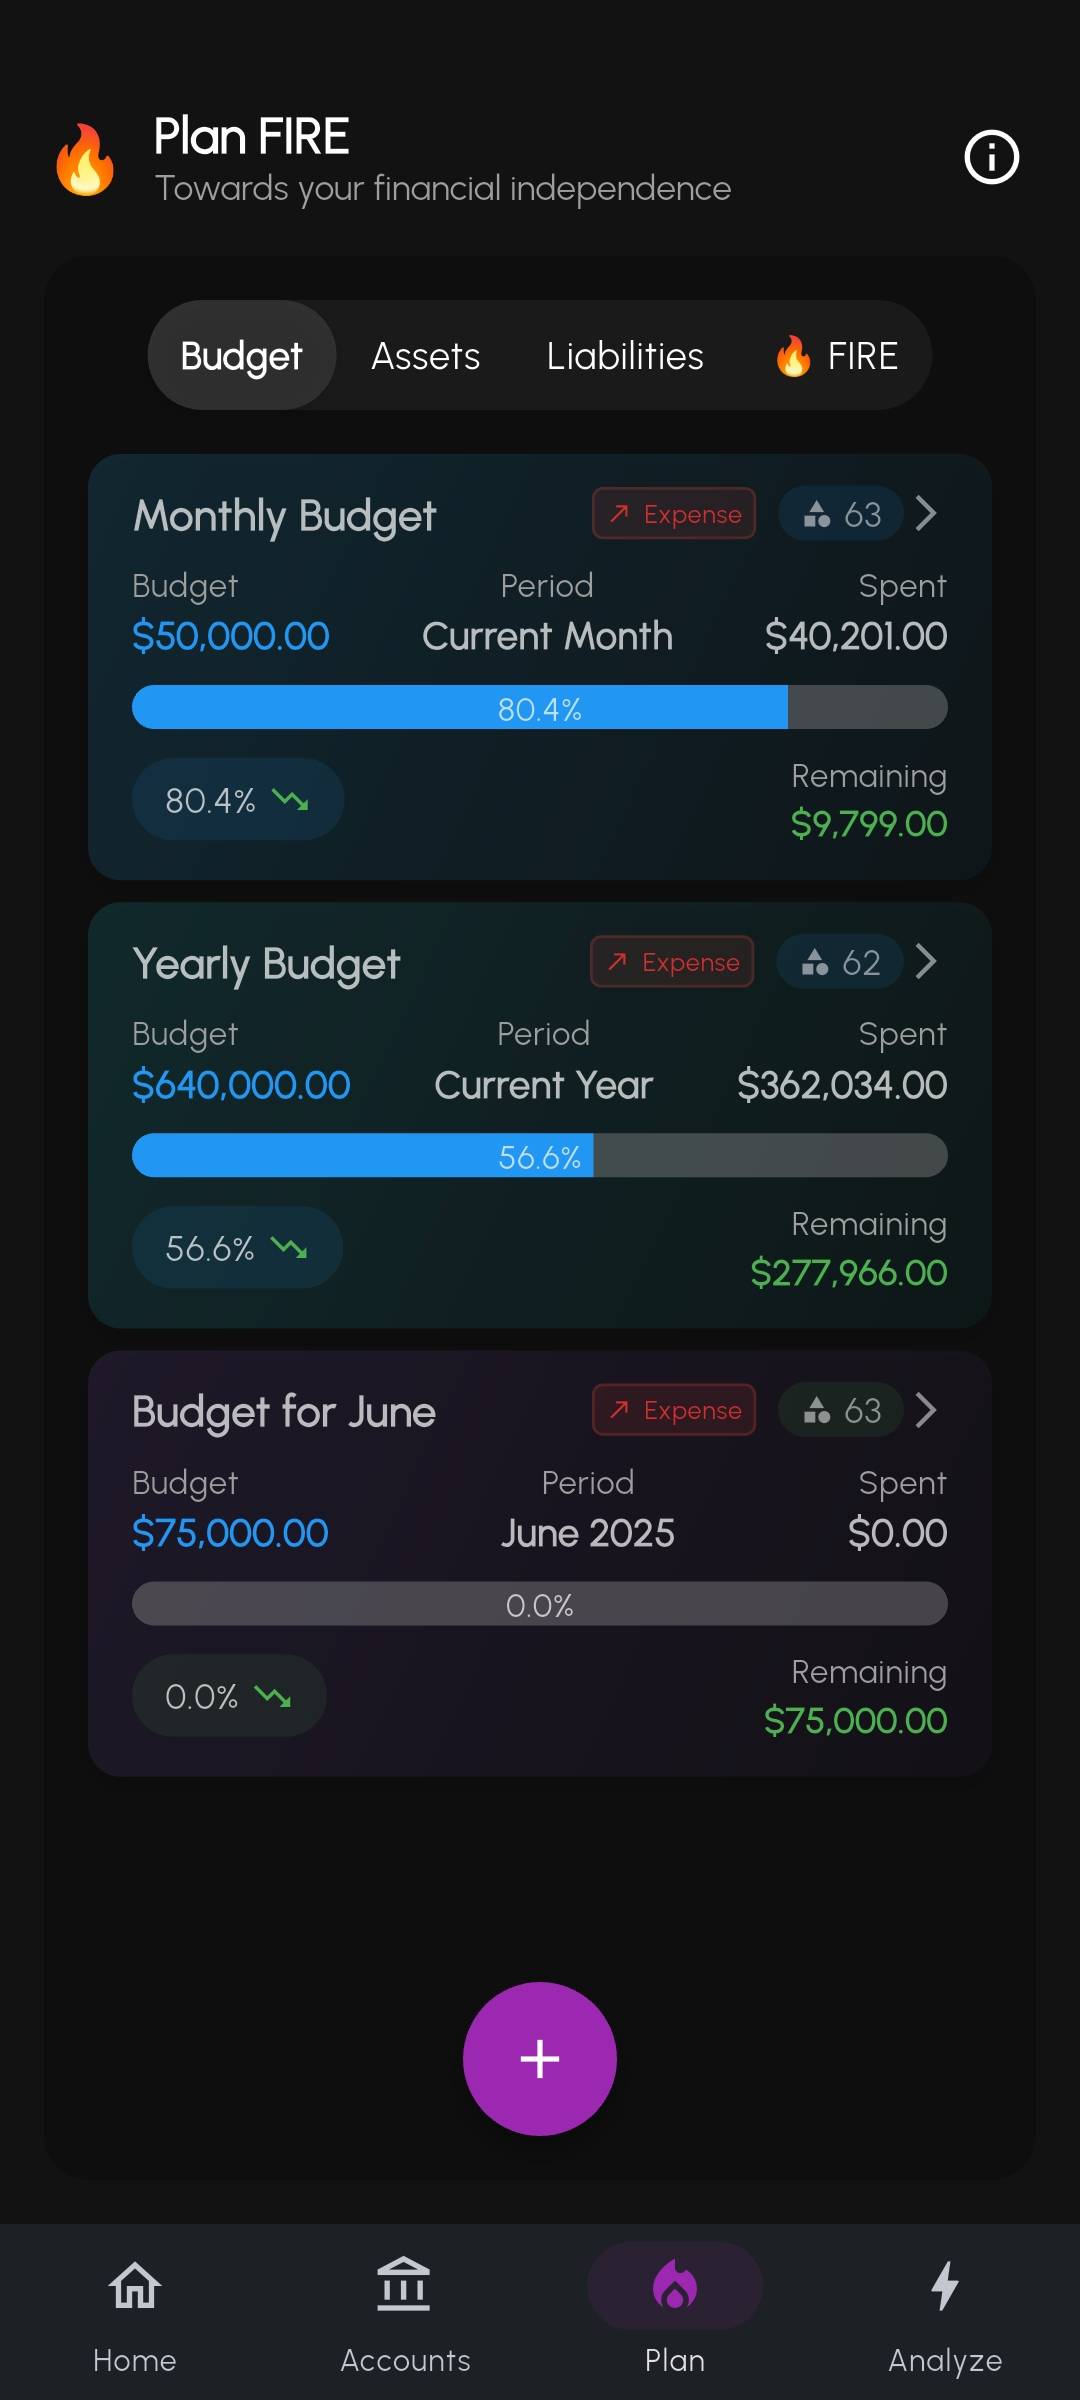 Plan FIRE
Towards your financial independence
Budget Assets Liabilities FIRE
Monthly Budget Expense 63
Budget Period Spent
$50,000.00 Current Month $40,201.00
80.4%
80.4% Remaining
$9,799.00
Yearly Budget Expense 62
Budget Period Spent
$640,000.00 Current Year $362,034.00
56.6%
56.6% Remaining
$277,966.00
Budget for June Expense 63
Budget Period Spent
$75,000.00 June 2025 $0.00
0.0%
0.0% Remaining
$75,000.00
Home Accounts Plan Analyze